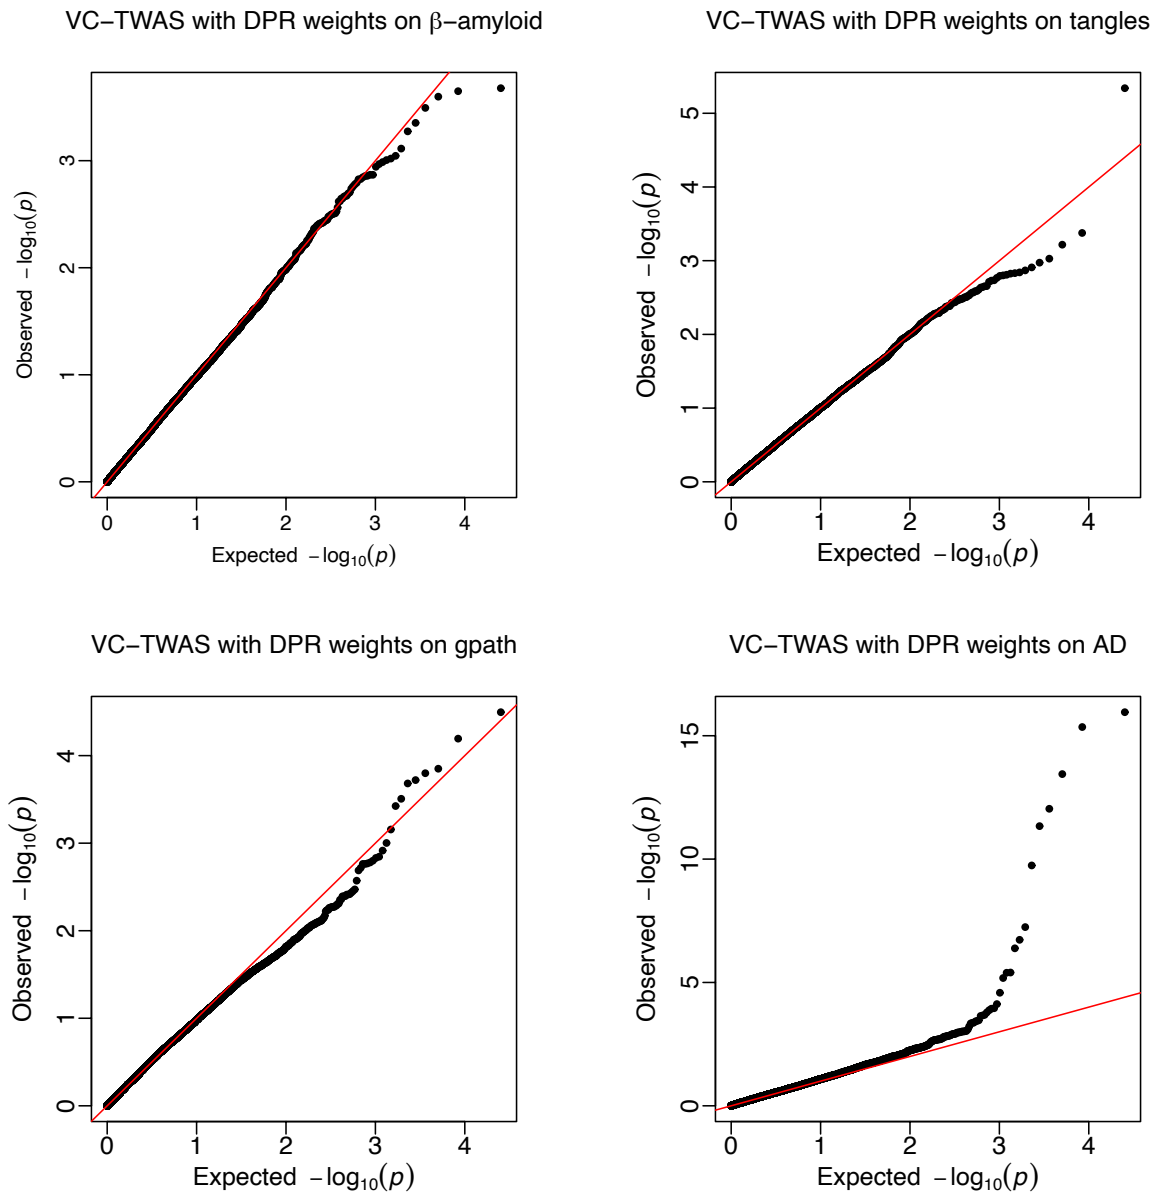 VC−TWAS with DPR weights on β−amyloid
3
2
1
0
Observed −log₁₀(p)
0 1 2 3 4
Expected −log₁₀(p)
VC−TWAS with DPR weights on tangles
5
4
3
2
1
0
Observed −log₁₀(p)
0 1 2 3 4
Expected −log₁₀(p)
VC−TWAS with DPR weights on gpath
4
3
2
1
0
Observed −log₁₀(p)
0 1 2 3 4
Expected −log₁₀(p)
VC−TWAS with DPR weights on AD
15
10
5
0
Observed −log₁₀(p)
0 1 2 3 4
Expected −log₁₀(p)